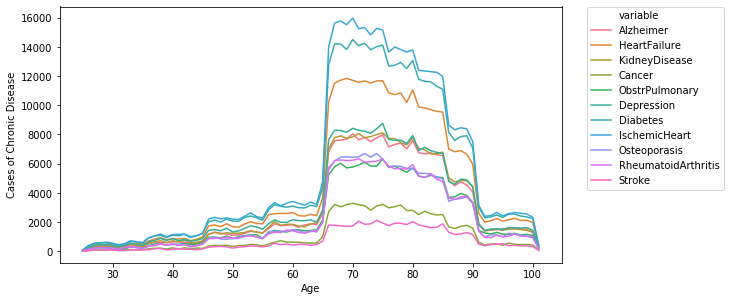 16000
14000
12000
10000
8000
6000
4000
2000
0
Cases of Chronic Disease
30
40
50
60
70
80
90
100
Age
variable
Alzheimer
HeartFailure
KidneyDisease
Cancer
ObstrPulmonary
Depression
Diabetes
IschemicHeart
Osteoporasis
RheumatoidArthritis
Stroke